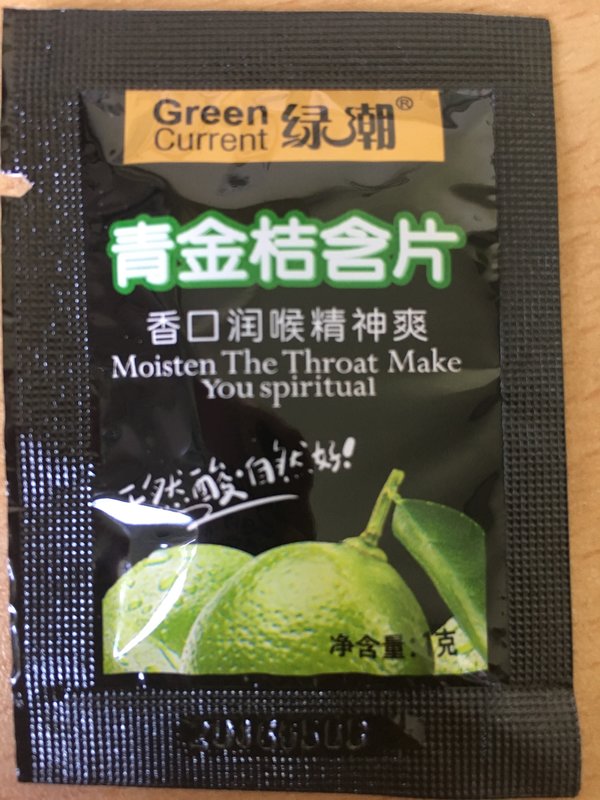 Green 绿潮®
Current
青金桔含片
香口润喉精神爽
Moisten The Throat Make
You spiritual
天然酸·自然好!
净含量:1克